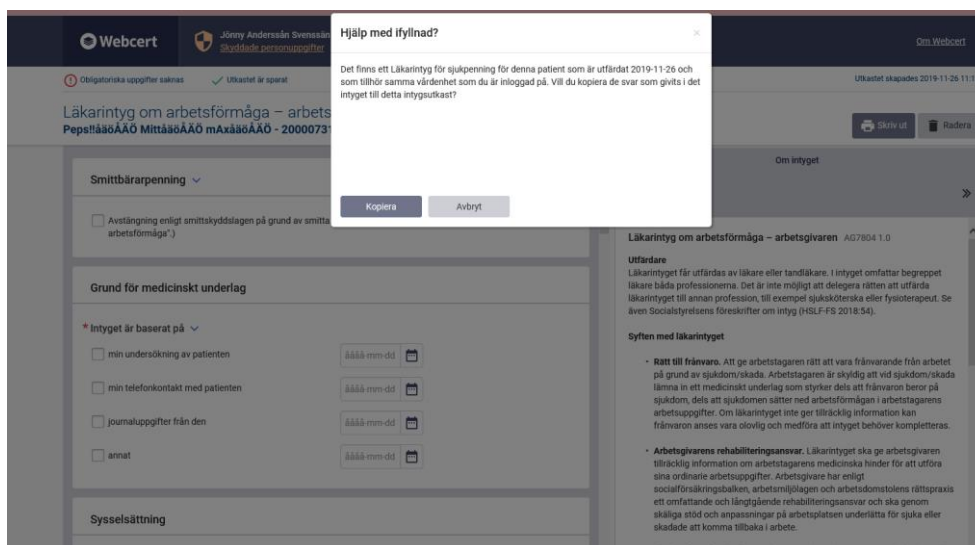 Webcert
Jönny Anderssån Svenssån
Skyddade personuppgifter
Om Webcert
Hjälp med ifyllnad?
×
Det finns ett Läkarintyg för sjukpenning för denna patient som är utfärdat 2019-11-26 och
som tillhör samma vårdenhet som du är inloggad på. Vill du kopiera de svar som givits i det
intyget till detta intygsutkast?
Kopiera
Avbryt
Obligatoriska uppgifter saknas
Utkastet är sparat
Utkastet skapades 2019-11-26 11:1
Läkarintyg om arbetsförmåga – arbets
Peps!!åäöÅÄÖ MittåäöÅÄÖ mAxåäöÅÄÖ - 2000073
Skriv ut
Radera
Smittbärarpenning
Avstängning enligt smittskyddslagen på grund av smitta
arbetsförmåga".)
Grund för medicinskt underlag
* Intyget är baserat på
min undersökning av patienten
åååå-mm-dd
min telefonkontakt med patienten
åååå-mm-dd
journaluppgifter från den
åååå-mm-dd
annat
åååå-mm-dd
Sysselsättning
Om intyget
Läkarintyg om arbetsförmåga – arbetsgivaren AG7804 1.0
Utfärdare
Läkarintyget får utfärdas av läkare eller tandläkare. I intyget omfattar begreppet
läkare båda professionerna. Det är inte möjligt att delegera rätten att utfärda
läkarintyget till annan profession, till exempel sjuksköterska eller fysioterapeut. Se
även Socialstyrelsens föreskrifter om intyg (HSLF-FS 2018:54).
Syften med läkarintyget
• Rätt till frånvaro. Att ge arbetstagaren rätt att vara frånvarande från arbetet
på grund av sjukdom/skada. Arbetstagaren är skyldig att vid sjukdom/skada
lämna in ett medicinskt underlag som styrker dels att frånvaron beror på
sjukdom, dels att sjukdomen sätter ned arbetsförmågan i arbetstagarens
arbetsuppgifter. Om läkarintyget inte ger tillräcklig information kan
frånvaron anses vara olovlig och medföra att intyget behöver kompletteras.
• Arbetsgivarens rehabiliteringsansvar. Läkarintyget ska ge arbetsgivaren
tillräcklig information om arbetstagarens medicinska hinder för att utföra
sina ordinarie arbetsuppgifter. Arbetsgivare har enligt
socialförsäkringsbalken, arbetsmiljölagen och arbetsdomstolens rättspraxis
ett omfattande och långtgående rehabiliteringsansvar och ska genom
skäliga stöd och anpassningar på arbetsplatsen underlätta för sjuka eller
skadade att komma tillbaka i arbete.